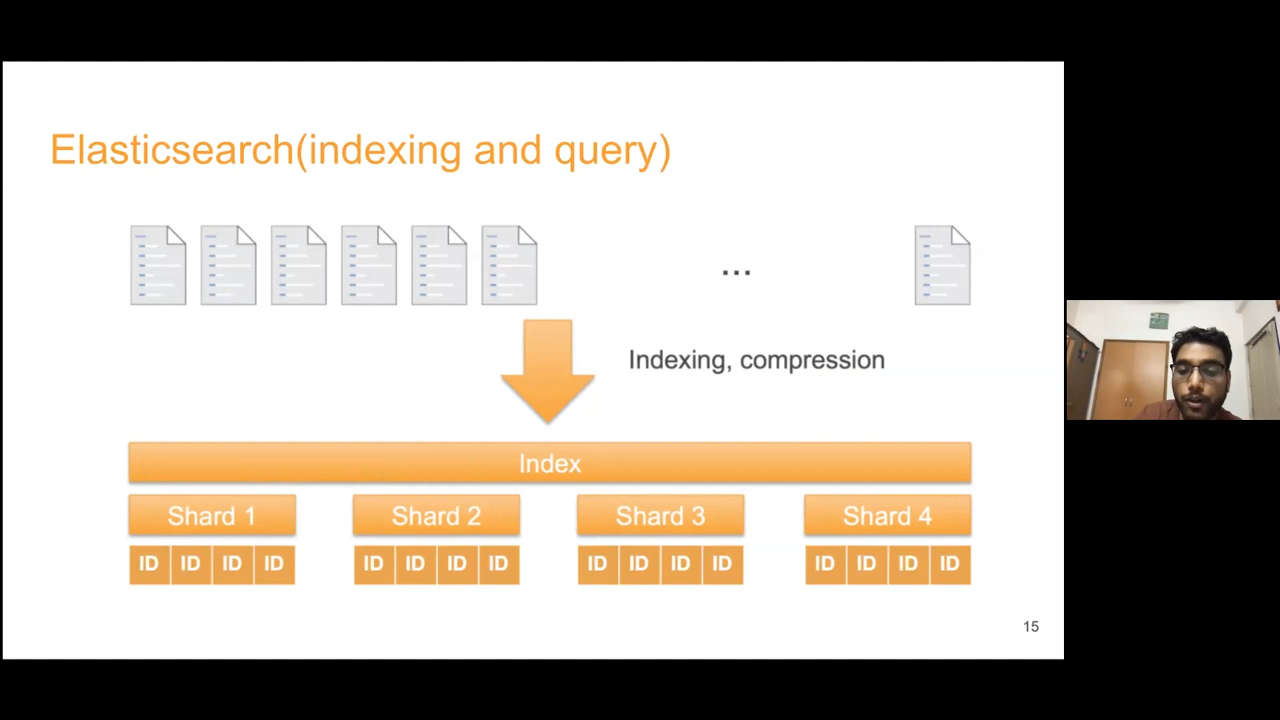 Elasticsearch(indexing and query)
...
Indexing, compression
Index
Shard 1 Shard 2 Shard 3 Shard 4
ID ID ID ID ID ID ID ID ID ID ID ID ID ID ID ID
15